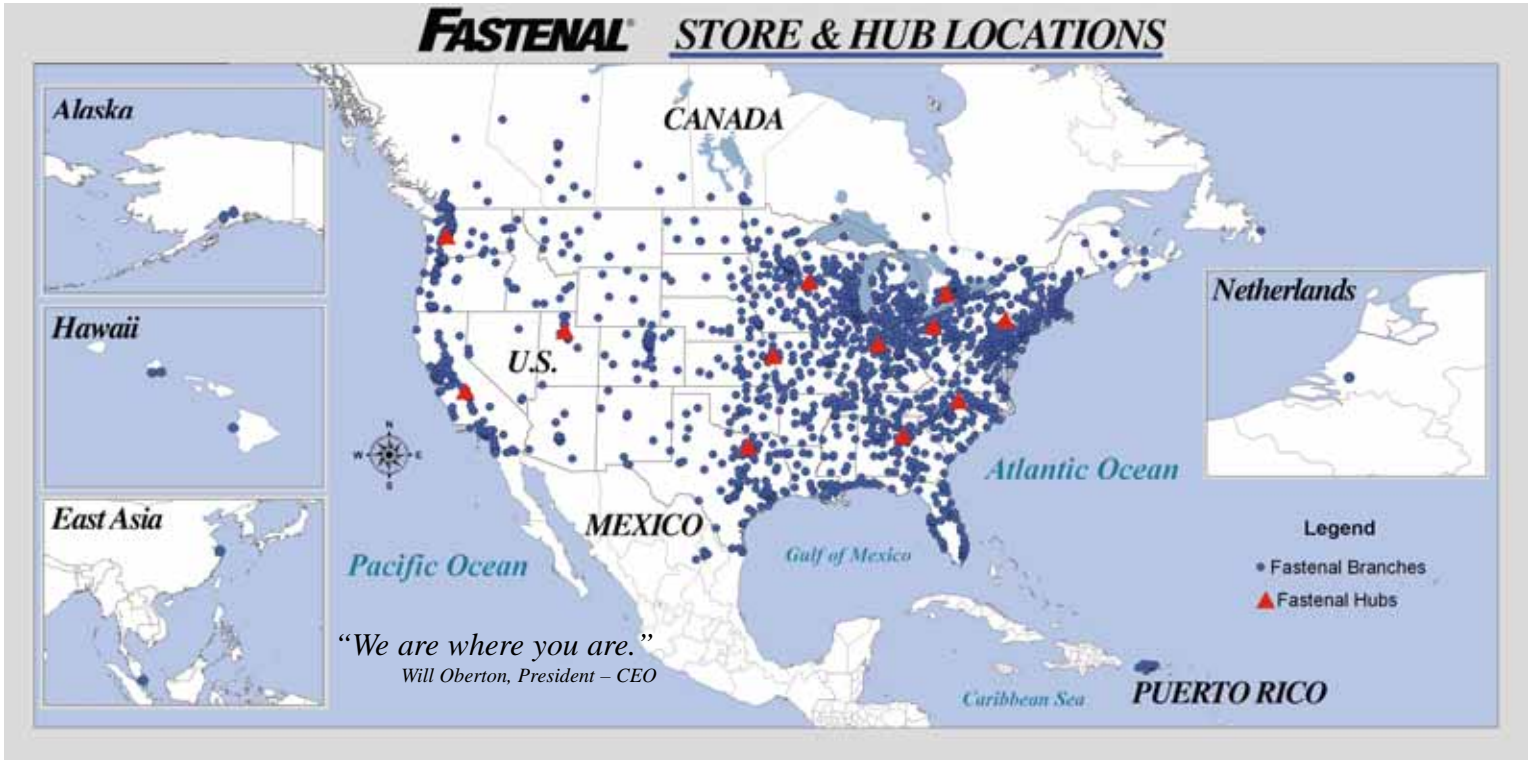 FASTENAL® STORE & HUB LOCATIONS
Alaska
CANADA
Hawaii
U.S.
Netherlands
N
W E
S
Atlantic Ocean
East Asia
MEXICO
Pacific Ocean
Gulf of Mexico
Legend
Fastenal Branches
Fastenal Hubs
“We are where you are.”
Will Oberton, President – CEO
Caribbean Sea
PUERTO RICO